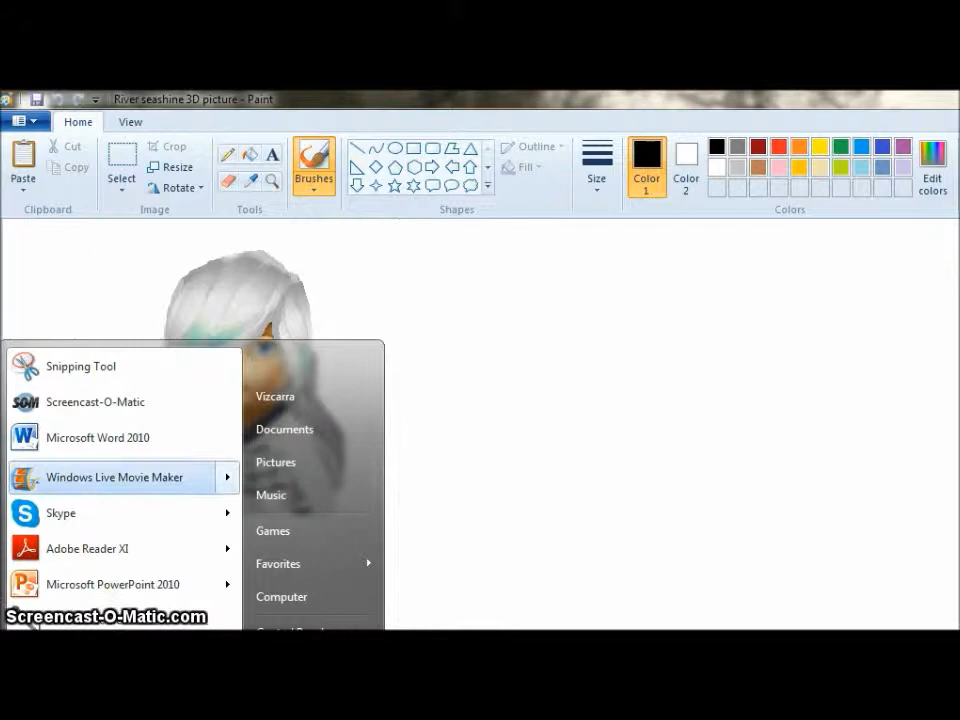 River seashine 3D picture - Paint
Home View
Paste
Cut
Copy
Clipboard
Select
Crop
Resize
Rotate
Image
A
Tools
Brushes
Outline
Fill
Shapes
Size
Color 1
Color 2
Edit colors
Colors
Snipping Tool
Screencast-O-Matic
Microsoft Word 2010
Windows Live Movie Maker
Skype
Adobe Reader XI
Microsoft PowerPoint 2010
Vizcarra
Documents
Pictures
Music
Games
Favorites
Computer
Screencast-O-Matic.com